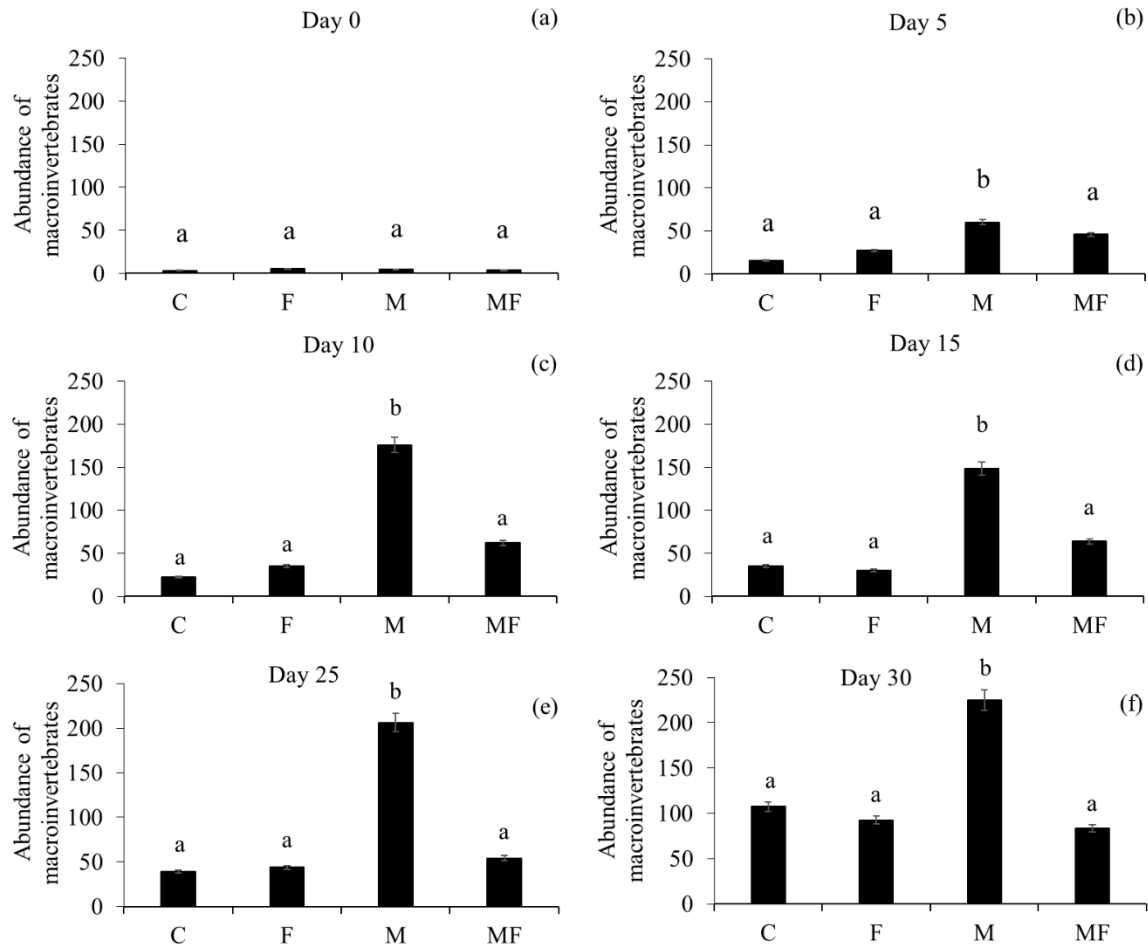 Day 0
(a)
Abundance of
macroinvertebrates
250
200
150
100
50
0
a
a
a
a
C
F
M
MF
Day 5
(b)
Abundance of
macroinvertebrates
250
200
150
100
50
0
a
a
b
a
C
F
M
MF
Day 10
(c)
Abundance of
macroinvertebrates
250
200
150
100
50
0
a
a
b
a
C
F
M
MF
Day 15
(d)
Abundance of
macroinvertebrates
250
200
150
100
50
0
a
a
b
a
C
F
M
MF
Day 25
(e)
Abundance of
macroinvertebrates
250
200
150
100
50
0
a
a
b
a
C
F
M
MF
Day 30
(f)
Abundance of
macroinvertebrates
250
200
150
100
50
0
a
a
b
a
C
F
M
MF